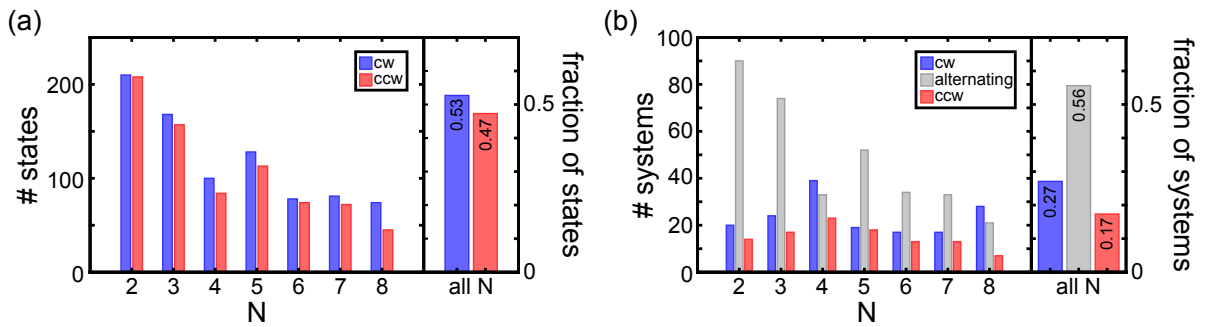 (a)
# states
200
100
0
cw
ccw
2 3 4 5 6 7 8
N
0.53
0.47
all N
0.5
0
fraction of states
(b)
# systems
100
80
60
40
20
0
cw
alternating
ccw
2 3 4 5 6 7 8
N
0.27
0.56
0.17
all N
0.5
0
fraction of systems